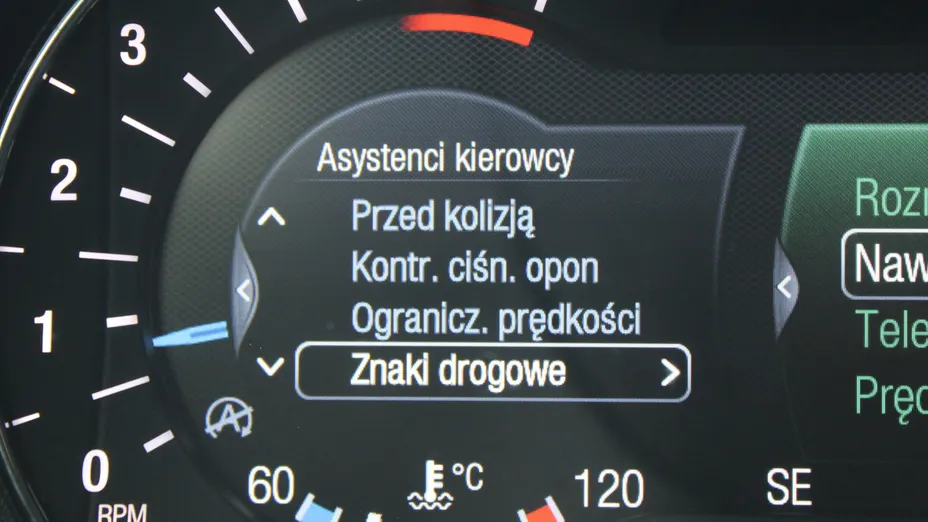 3
2
1
0
RPM
Asystenci kierowcy
Przed kolizją
Kontr. ciśn. opon
Ogranicz. prędkości
Znaki drogowe
A
60
°C
120
SE